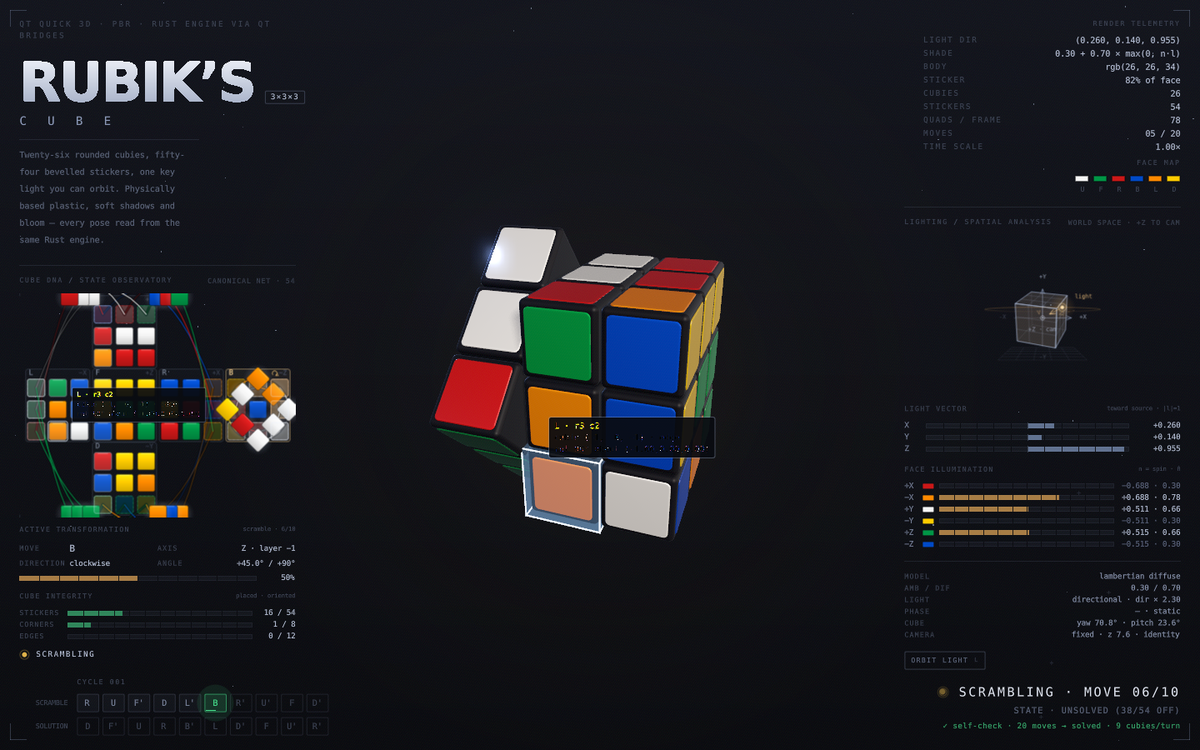 QT QUICK 3D · PBR · RUST ENGINE VIA QT
BRIDGES
RUBIK'S
3×3×3
CUBE
Twenty-six rounded cubies, fifty-
four bevelled stickers, one key
light you can orbit. Physically
based plastic, soft shadows and
bloom — every pose read from the
same Rust engine.
CUBE DNA / STATE OBSERVATORY
CANONICAL NET · 54
L
F
R
B
L · r3 c2
D
ACTIVE TRANSFORMATION
scramble · 6/10
MOVE B AXIS Z · layer −1
DIRECTION clockwise ANGLE +45.0° / +90°
50%
CUBE INTEGRITY
placed · oriented
STICKERS 16 / 54
CORNERS 1 / 8
EDGES 0 / 12
SCRAMBLING
CYCLE 001
SCRAMBLE R U F' D L' B R' U' F D'
SOLUTION D F' U R B' L D' F U' R'
L · r3 c2
RENDER TELEMETRY
LIGHT DIR (0.260, 0.140, 0.955)
SHADE 0.30 + 0.70 × max(0, n·l)
BODY rgb(26, 26, 34)
STICKER 82% of face
CUBIES 26
STICKERS 54
QUADS / FRAME 78
MOVES 05 / 20
TIME SCALE 1.00×
FACE MAP
U F R B L D
LIGHTING / SPATIAL ANALYSIS
WORLD SPACE · +Z TO CAM
+Y
light
+X
LIGHT VECTOR
X +0.260
Y +0.140
Z +0.955
FACE ILLUMINATION
+X −0.688 · 0.30
−X +0.688 · 0.78
+Y +0.511 · 0.66
−Y −0.511 · 0.30
+Z +0.515 · 0.66
−Z −0.515 · 0.30
MODEL lambertian diffuse
AMB / DIF 0.30 / 0.70
LIGHT directional · dir × 2.30
PHASE — · static
CUBE yaw 70.8° · pitch 23.6°
CAMERA fixed · z 7.6 · identity
ORBIT LIGHT
SCRAMBLING · MOVE 06/10
STATE · UNSOLVED (38/54 OFF)
✓ self-check · 20 moves → solved · 9 cubies/turn